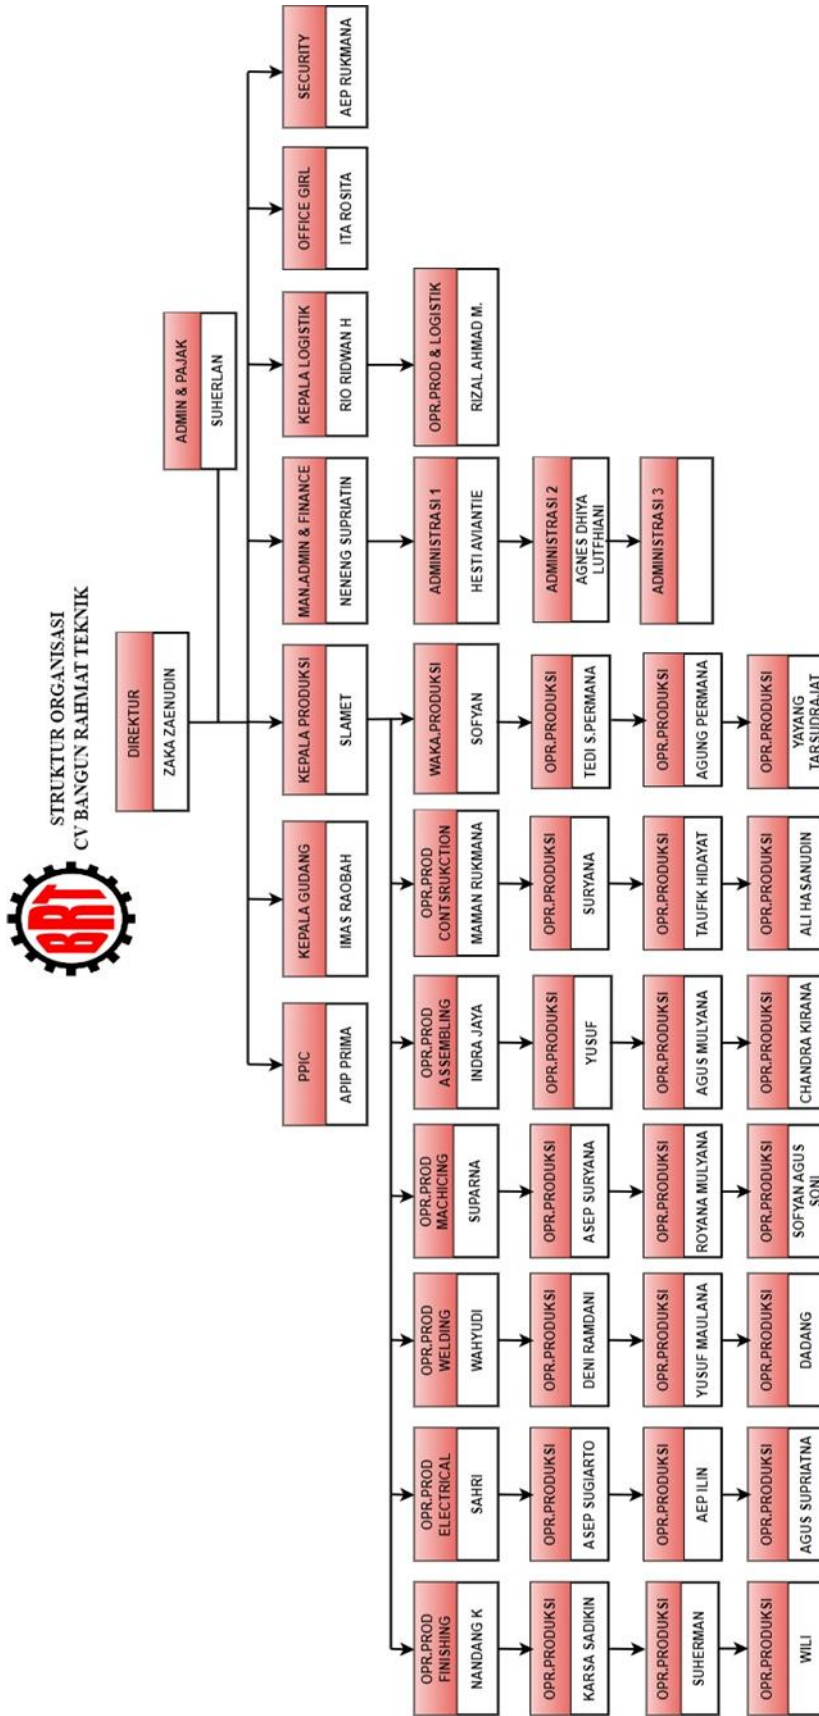 STRUKTUR ORGANISASI
CV BANGUN RAHMAT TEKNIK
BRT
DIREKTUR
ZAKA ZAENUDIN
ADMIN & PAJAK
SUHERLAN
PPIC
APIP PRIMA
KEPALA GUDANG
IMAS RAOBAH
KEPALA PRODUKSI
SLAMET
MAN.ADMIN & FINANCE
NENENG SUPRIATIN
KEPALA LOGISTIK
RIO RIDWAN H
OFFICE GIRL
ITA ROSITA
SECURITY
AEP RUKMANA
OPR.PROD
FINISHING
NANDANG K
OPR.PROD
ELECTRICAL
SAHRI
OPR.PROD
WELDING
WAHYUDI
OPR.PROD
MACHICING
SUPARNA
OPR.PROD
ASSEMBLING
INDRA JAYA
OPR.PROD
CONTSRUKCTION
MAMAN RUKMANA
WAKA.PRODUKSI
SOFYAN
ADMINISTRASI 1
HESTI AVIANTIE
OPR.PROD & LOGISTIK
RIZAL AHMAD M.
OPR.PRODUKSI
KARSA SADIKIN
OPR.PRODUKSI
ASEP SUGIARTO
OPR.PRODUKSI
DENI RAMDANI
OPR.PRODUKSI
ASEP SURYANA
OPR.PRODUKSI
YUSUF
OPR.PRODUKSI
SURYANA
OPR.PRODUKSI
TEDI S.PERMANA
ADMINISTRASI 2
AGNES DHIYA
LUTFHIANI
OPR.PRODUKSI
SUHERMAN
OPR.PRODUKSI
AEP ILIN
OPR.PRODUKSI
YUSUF MAULANA
OPR.PRODUKSI
ROYANA MULYANA
OPR.PRODUKSI
AGUS MULYANA
OPR.PRODUKSI
TAUFIK HIDAYAT
OPR.PRODUKSI
AGUNG PERMANA
ADMINISTRASI 3
OPR.PRODUKSI
WILI
OPR.PRODUKSI
AGUS SUPRIATNA
OPR.PRODUKSI
DADANG
OPR.PRODUKSI
SOFYAN AGUS
SONI
OPR.PRODUKSI
CHANDRA KIRANA
OPR.PRODUKSI
ALI HASANUDIN
OPR.PRODUKSI
YAYANG
TARSUDRAJAT